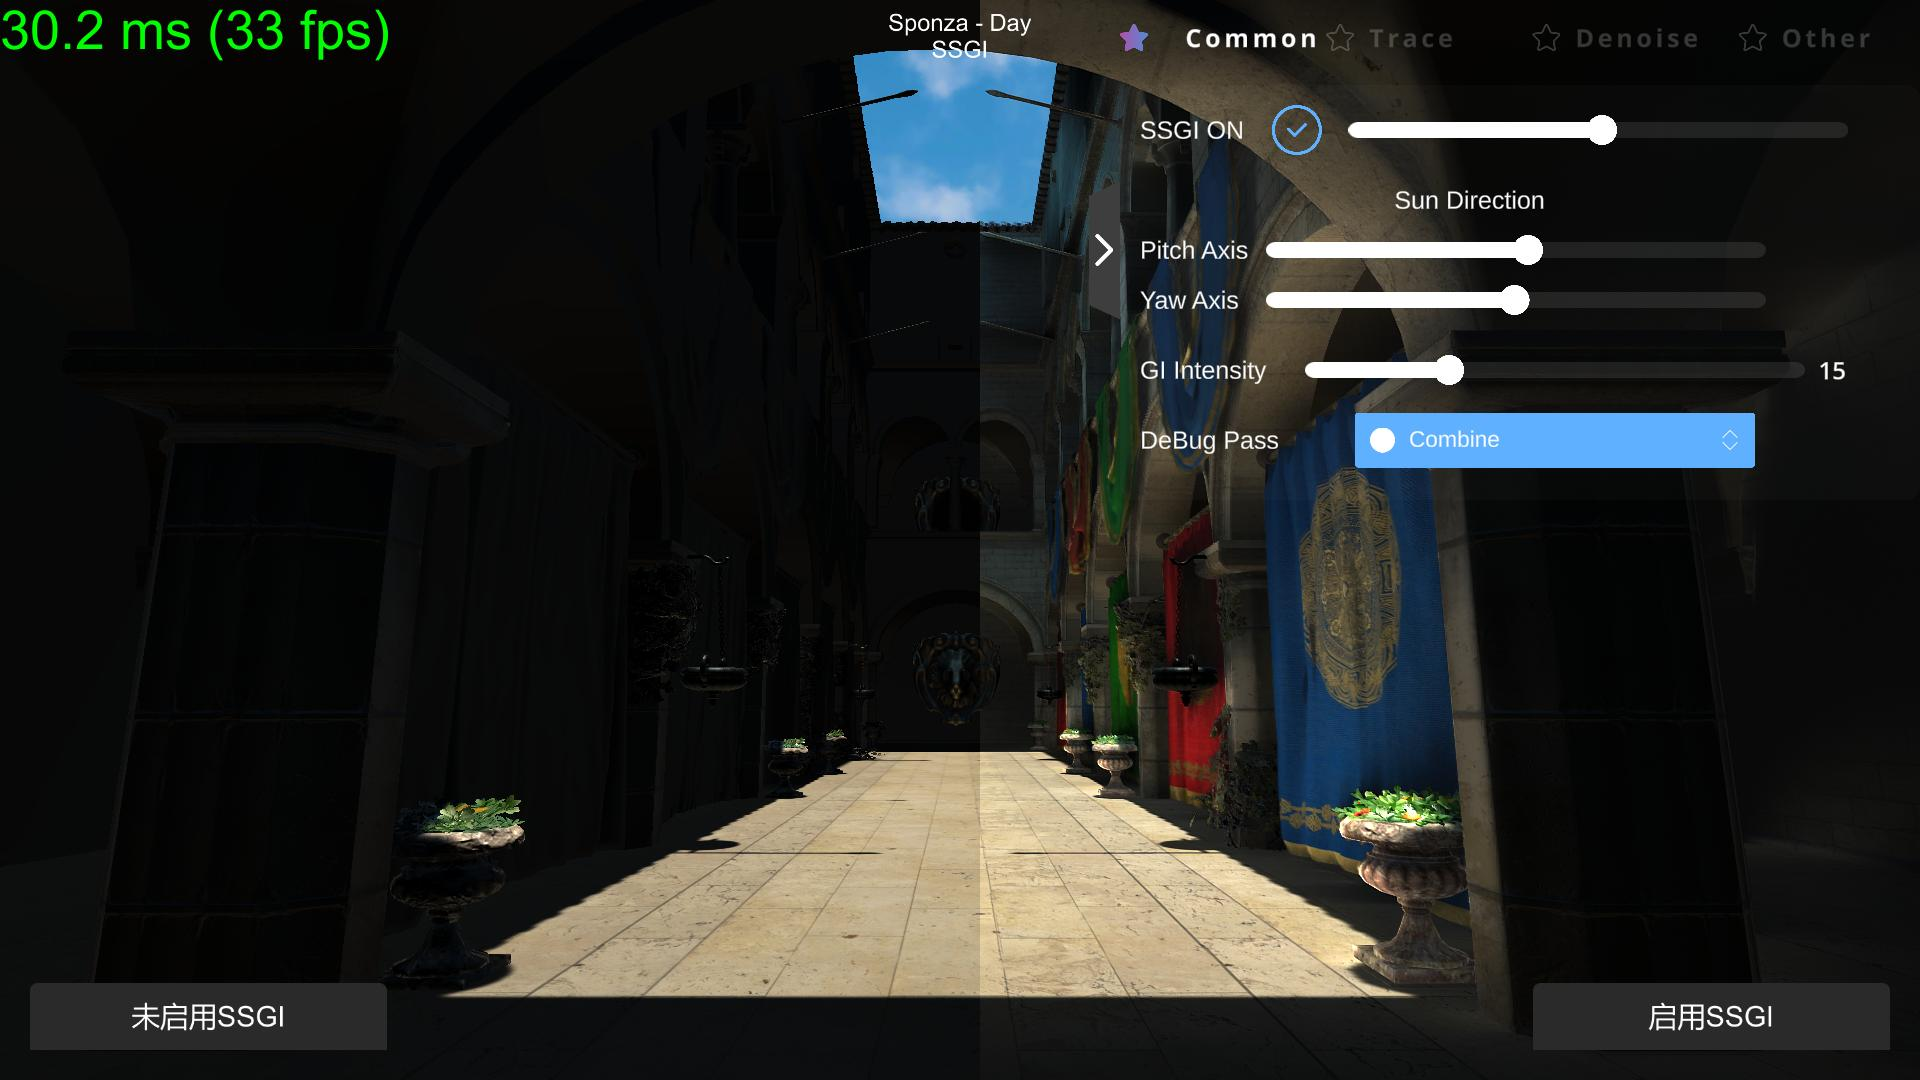 30.2 ms (33 fps)
Sponza - Day
SSGI
Common
Trace
Denoise
Other
SSGI ON
Sun Direction
Pitch Axis
Yaw Axis
GI Intensity
15
DeBug Pass
Combine
未启用SSGI
启用SSGI